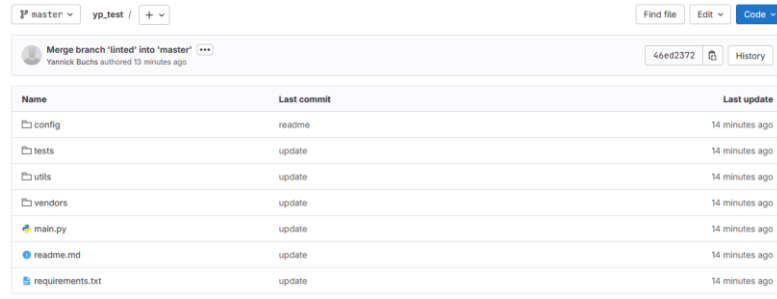 master yp_test / + Find file Edit Code
Merge branch 'linted' into 'master' •••
Yannick Buchs authored 13 minutes ago
46ed2372 History
Name Last commit Last update
config readme 14 minutes ago
tests update 14 minutes ago
utils update 14 minutes ago
vendors update 14 minutes ago
main.py update 14 minutes ago
readme.md update 14 minutes ago
requirements.txt update 14 minutes ago